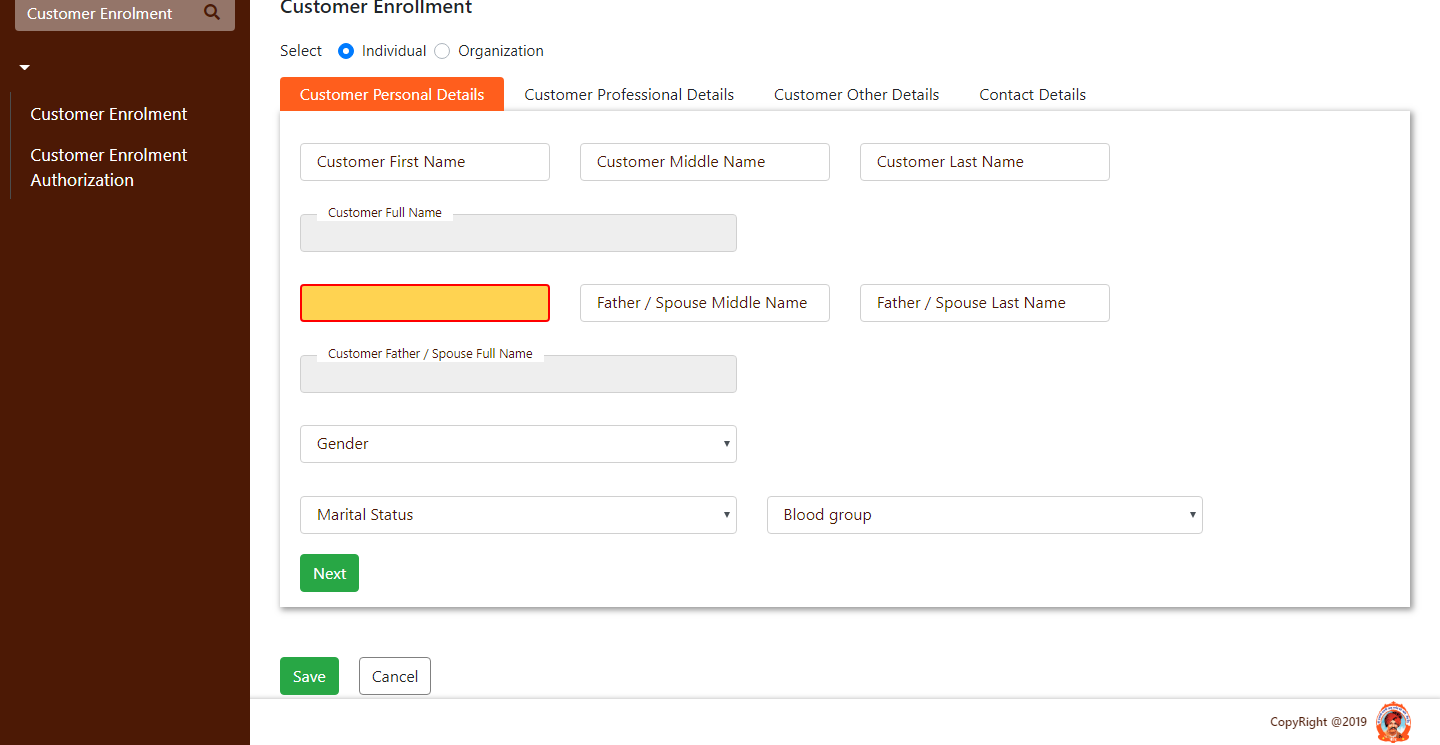 Customer Enrollment
Customer Enrolment
Select Individual Organization
Customer Personal Details Customer Professional Details Customer Other Details Contact Details
Customer Enrolment
Customer Enrolment
Authorization
Customer First Name Customer Middle Name Customer Last Name
Customer Full Name
Father / Spouse Middle Name Father / Spouse Last Name
Customer Father / Spouse Full Name
Gender
Marital Status Blood group
Next
Save Cancel
CopyRight @2019